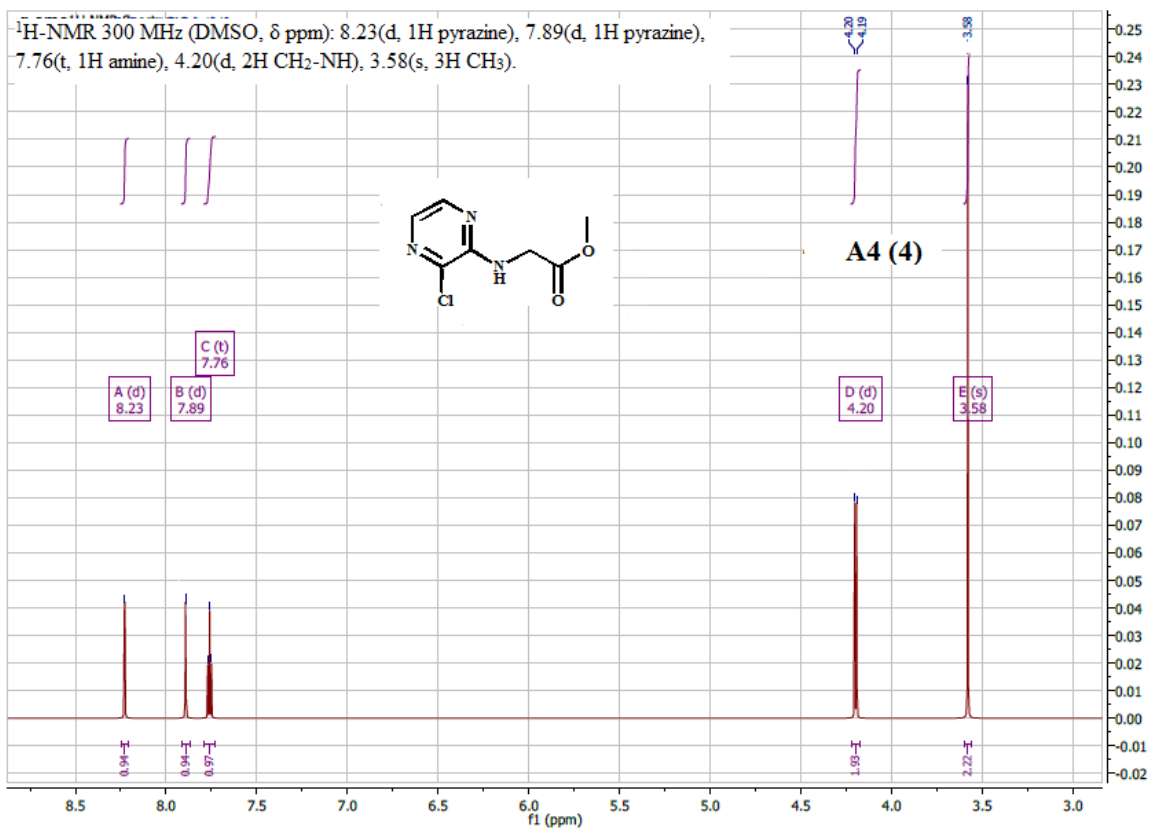 ¹H-NMR 300 MHz (DMSO, δ ppm): 8.23(d, 1H pyrazine), 7.89(d, 1H pyrazine),
7.76(t, 1H amine), 4.20(d, 2H CH₂-NH), 3.58(s, 3H CH₃).
4.20
4.19
3.58
N
N
N
H
Cl
O
O
A4 (4)
C (t)
7.76
A (d)
8.23
B (d)
7.89
D (d)
4.20
E (s)
3.58
0.94
0.94
0.97
1.93
2.22
8.5 8.0 7.5 7.0 6.5 6.0 5.5 5.0 4.5 4.0 3.5 3.0
f1 (ppm)
0.25
0.24
0.23
0.22
0.21
0.20
0.19
0.18
0.17
0.16
0.15
0.14
0.13
0.12
0.11
0.10
0.09
0.08
0.07
0.06
0.05
0.04
0.03
0.02
0.01
0.00
-0.01
-0.02